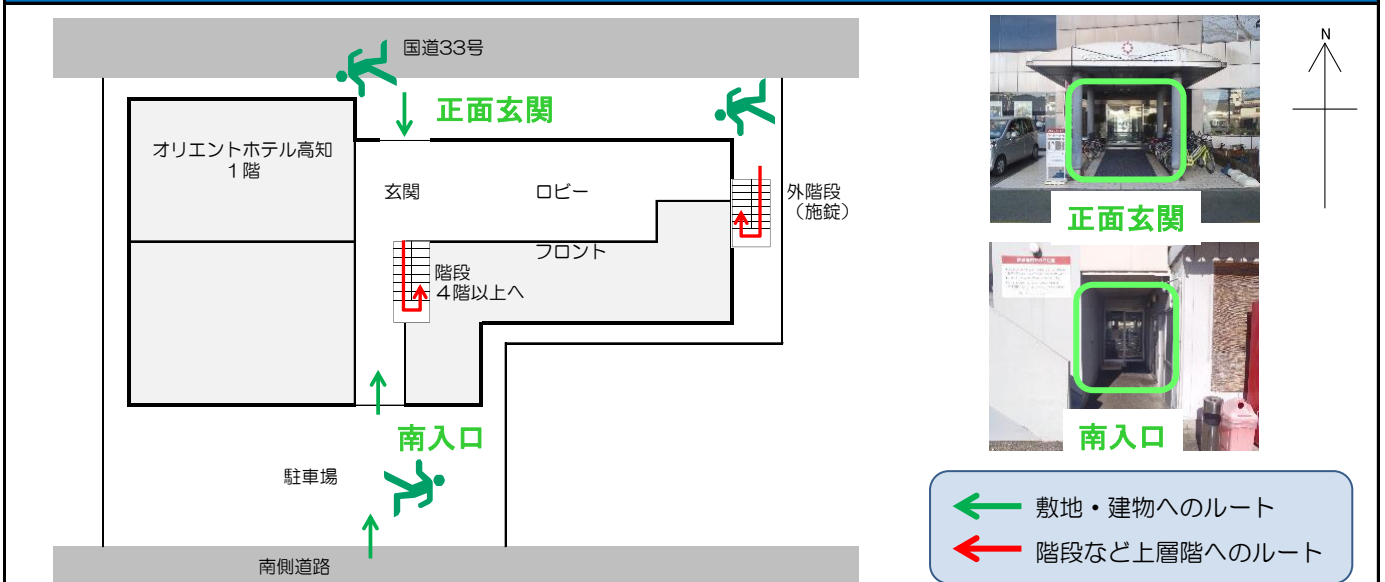 国道33号
正面玄関
オリエントホテル高知
１階
玄関
ロビー
外階段
（施錠）
フロント
階段
４階以上へ
南入口
駐車場
南側道路
N
正面玄関
南入口
敷地・建物へのルート
階段など上層階へのルート